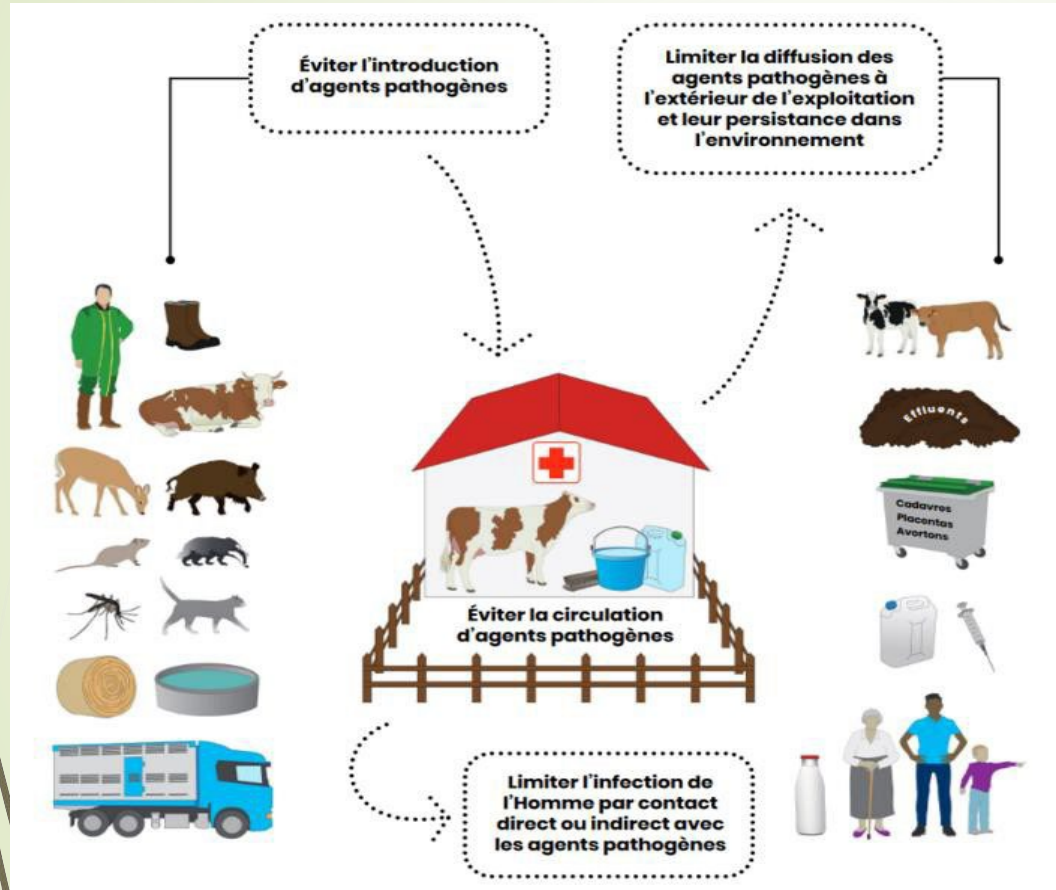 Éviter l'introduction
d'agents pathogènes
Limiter la diffusion des
agents pathogènes à
l'extérieur de l'exploitation
et leur persistance dans
l'environnement
Effluents
Cadavres
Placentas
Avortons
Éviter la circulation
d'agents pathogènes
Limiter l'infection de
l'Homme par contact
direct ou indirect avec
les agents pathogènes